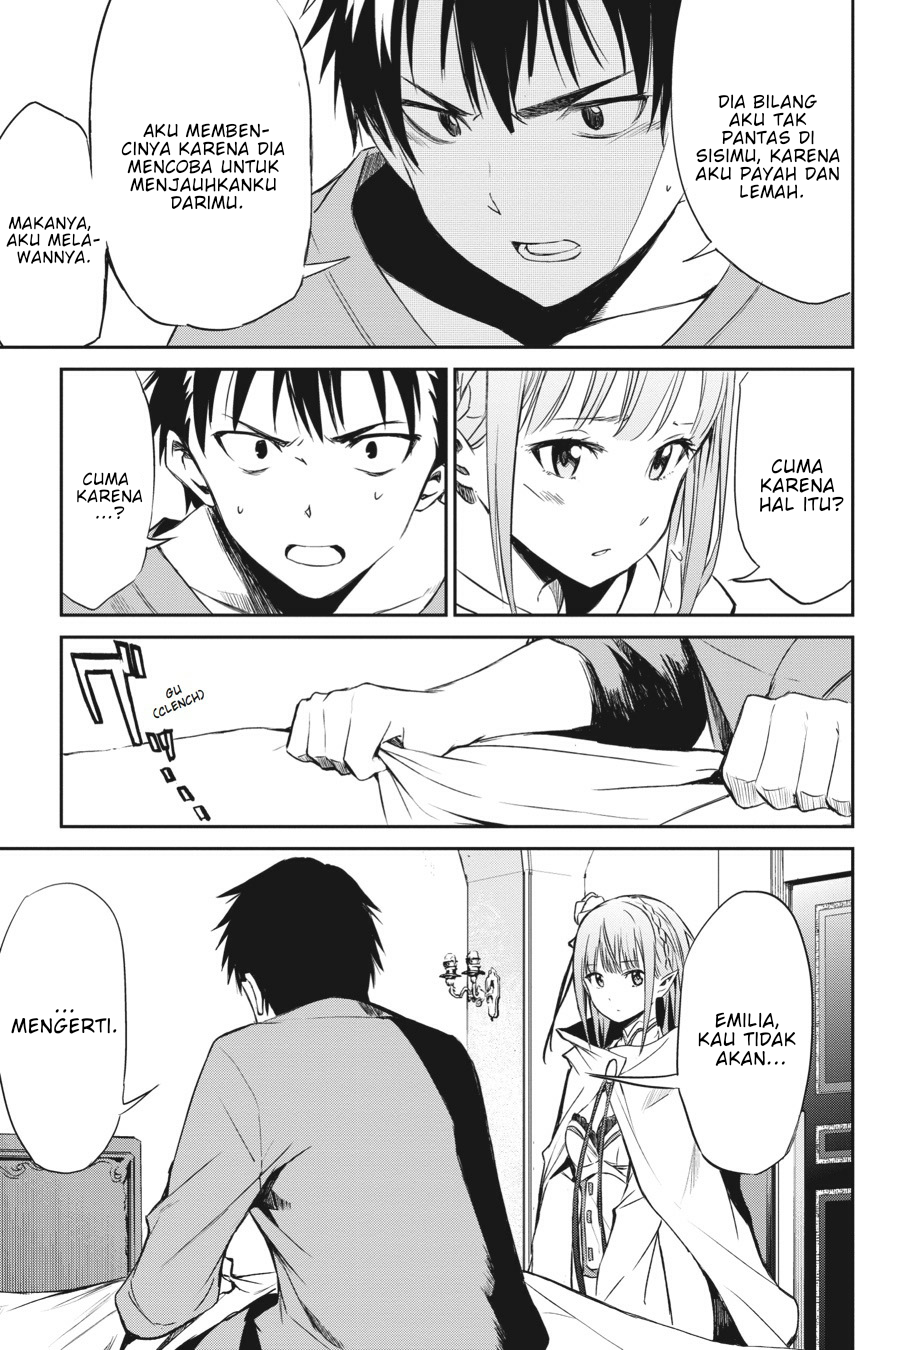 DIA BILANG
AKU TAK
PANTAS DI
SISIMU, KARENA
AKU PAYAH DAN
LEMAH.
AKU MEMBEN-
CINYA KARENA DIA
MENCOBA UNTUK
MENJAUHKANKU
DARIMU.
MAKANYA,
AKU MELA-
WANNYA.
CUMA
KARENA
HAL ITU?
CUMA
KARENA
...?
グッ
GU
(CLENCH)
EMILIA,
KAU TIDAK
AKAN...
...
MENGERTI.